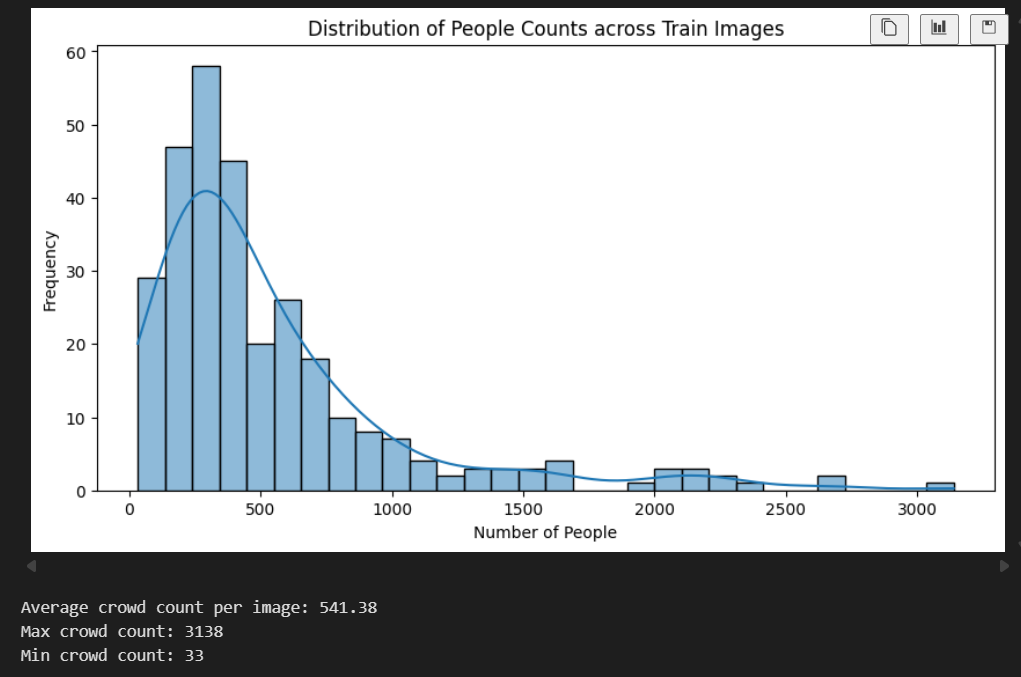 Distribution of People Counts across Train Images
60
50
40
30
20
10
0
Frequency
0 500 1000 1500 2000 2500 3000
Number of People
Average crowd count per image: 541.38
Max crowd count: 3138
Min crowd count: 33